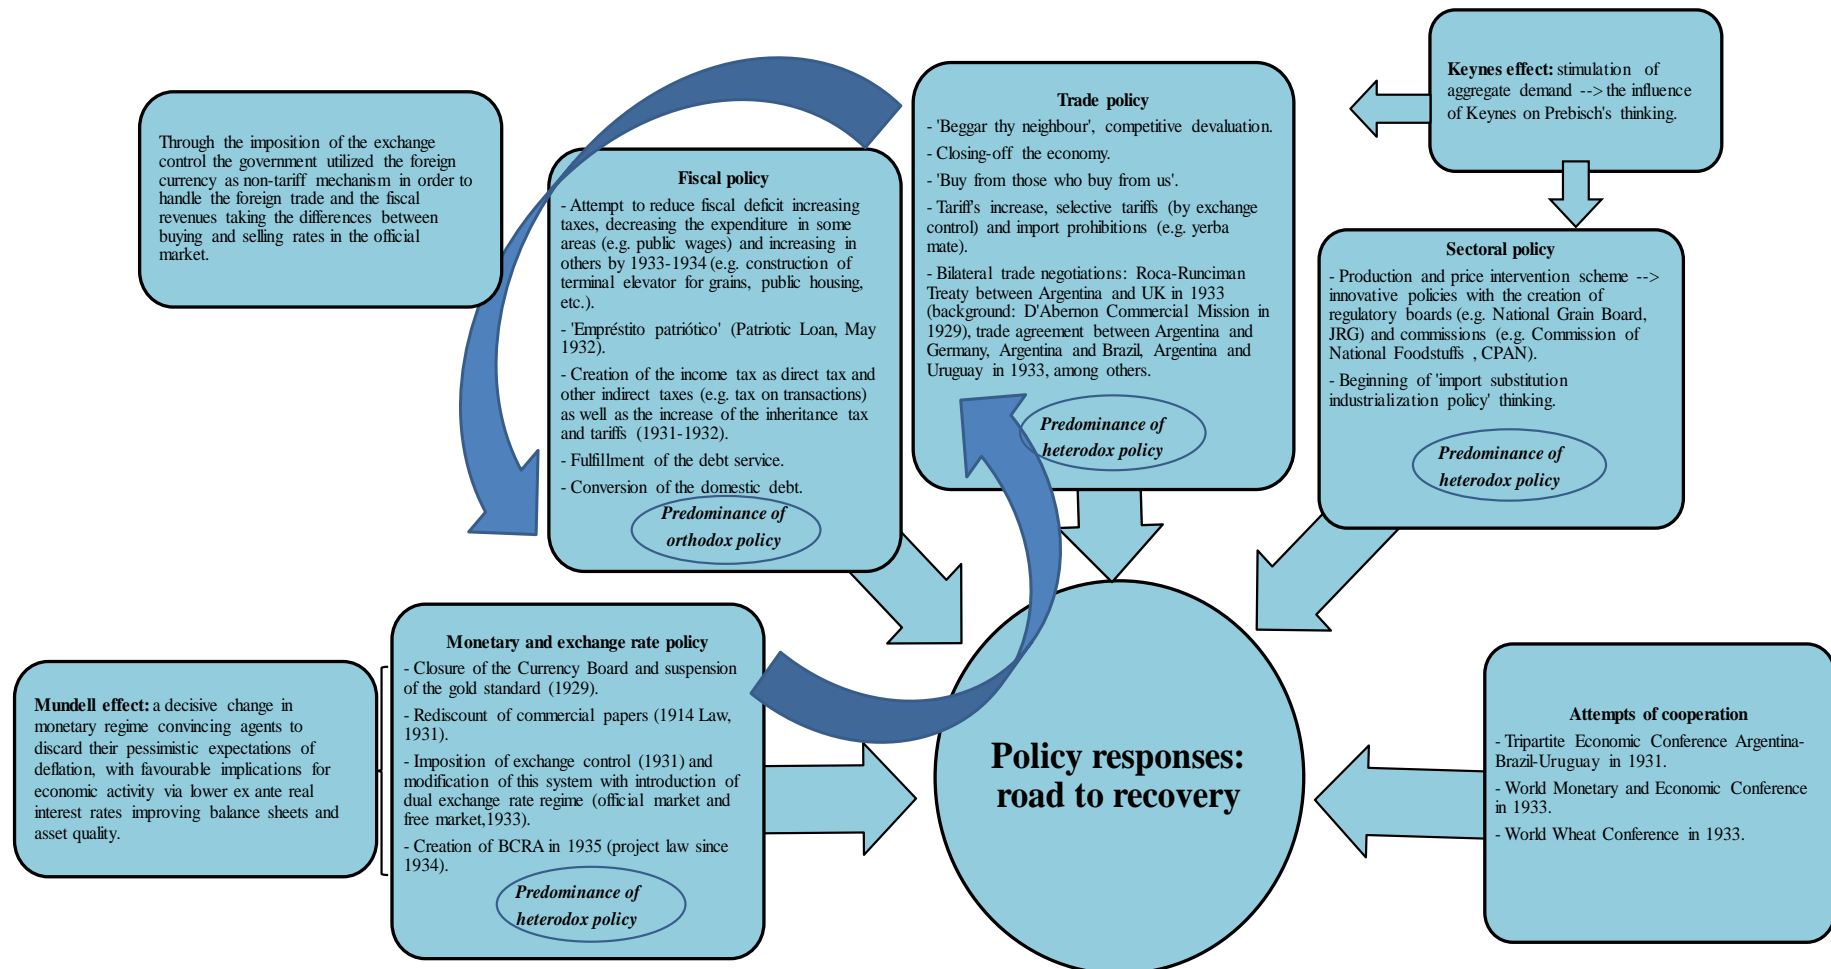 Keynes effect: stimulation of
aggregate demand --> the influence
of Keynes on Prebisch's thinking.
Trade policy
- 'Beggar thy neighbour', competitive devaluation.
- Closing-off the economy.
- 'Buy from those who buy from us'.
- Tariff's increase, selective tariffs (by exchange
control) and import prohibitions (e.g. yerba
mate).
- Bilateral trade negotiations: Roca-Runciman
Treaty between Argentina and UK in 1933
(background: D'Abernon Commercial Mission in
1929), trade agreement between Argentina and
Germany, Argentina and Brazil, Argentina and
Uruguay in 1933, among others.
Predominance of
heterodox policy
Through the imposition of the exchange
control the government utilized the foreign
currency as non-tariff mechanism in order to
handle the foreign trade and the fiscal
revenues taking the differences between
buying and selling rates in the official
market.
Fiscal policy
- Attempt to reduce fiscal deficit increasing
taxes, decreasing the expenditure in some
areas (e.g. public wages) and increasing in
others by 1933-1934 (e.g. construction of
terminal elevator for grains, public housing,
etc.).
- 'Empréstito patriótico' (Patriotic Loan, May
1932).
- Creation of the income tax as direct tax and
other indirect taxes (e.g. tax on transactions)
as well as the increase of the inheritance tax
and tariffs (1931-1932).
- Fulfillment of the debt service.
- Conversion of the domestic debt.
Predominance of
orthodox policy
Sectoral policy
- Production and price intervention scheme -->
innovative policies with the creation of
regulatory boards (e.g. National Grain Board,
JRG) and commissions (e.g. Commission of
National Foodstuffs , CPAN).
- Beginning of 'import substitution
industrialization policy' thinking.
Predominance of
heterodox policy
Monetary and exchange rate policy
- Closure of the Currency Board and suspension
of the gold standard (1929).
- Rediscount of commercial papers (1914 Law,
1931).
- Imposition of exchange control (1931) and
modification of this system with introduction of
dual exchange rate regime (official market and
free market,1933).
- Creation of BCRA in 1935 (project law since
1934).
Predominance of
heterodox policy
Mundell effect: a decisive change in
monetary regime convincing agents to
discard their pessimistic expectations of
deflation, with favourable implications for
economic activity via lower ex ante real
interest rates improving balance sheets and
asset quality.
Policy responses:
road to recovery
Attempts of cooperation
- Tripartite Economic Conference Argentina-
Brazil-Uruguay in 1931.
- World Monetary and Economic Conference
in 1933.
- World Wheat Conference in 1933.